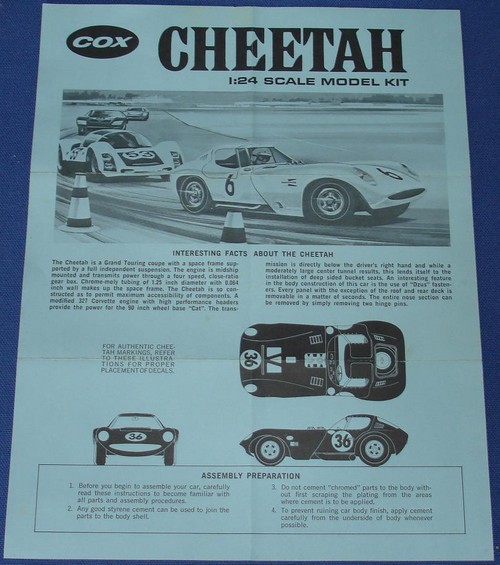 COX
CHEETAH
1:24 SCALE MODEL KIT
53
6
6
INTERESTING FACTS ABOUT THE CHEETAH
The Cheetah is a Grand Touring coupe with a space frame sup-
ported by a full independent suspension. The engine is midship
mounted and transmits power through a four speed, close-ratio
gear box. Chrome-moly tubing of 1.25 inch diameter with 0.064
inch wall makes up the space frame. The Cheetah is so con-
structed as to permit maximum accessibility of components. A
modified 327 Corvette engine with high performance headers
provide the power for the 90 inch wheel base "Cat". The trans-
mission is directly below the driver's right hand and while a
moderately large center tunnel results, this lends itself to the
installation of deep sided bucket seats. An interesting feature
in the body construction of this car is the use of "Dzus" fasten-
ers. Every panel with the exception of the roof and rear deck is
removable in a matter of seconds. The entire nose section can
be removed by simply removing two hinge pins.
FOR AUTHENTIC CHEE-
TAH MARKINGS, REFER
TO THESE ILLUSTRA-
TIONS FOR PROPER
PLACEMENT OF DECALS.
36
36
36
ASSEMBLY PREPARATION
1. Before you begin to assemble your car, carefully
read these instructions to become familiar with
all parts and assembly procedures.
2. Any good styrene cement can be used to join the
parts to the body shell.
3. Do not cement "chromed" parts to the body with-
out first scraping the plating from the areas
where cement is to be applied.
4. To prevent ruining car body finish, apply cement
carefully from the underside of body whenever
possible.